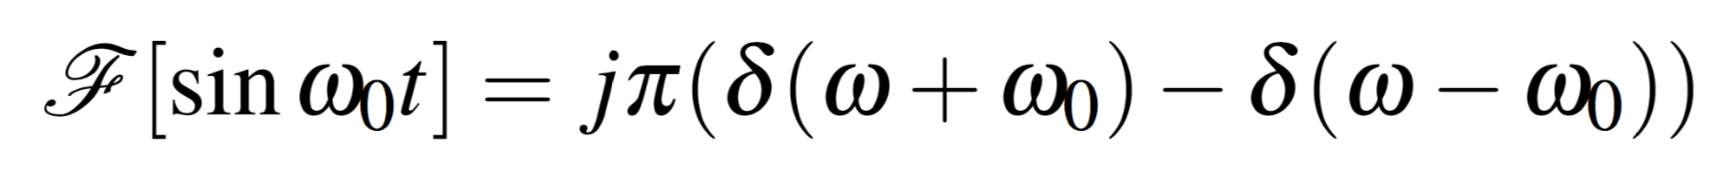 ℱ[sin ω₀t] = jπ(δ(ω + ω₀) − δ(ω − ω₀))